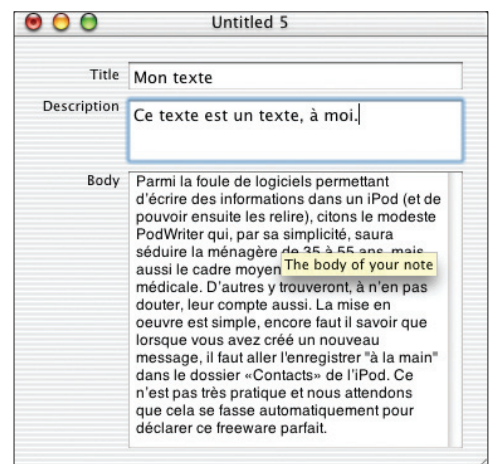 Untitled 5
Title
Mon texte
Description
Ce texte est un texte, à moi.
Body
Parmi la foule de logiciels permettant
d'écrire des informations dans un iPod (et de
pouvoir ensuite les relire), citons le modeste
PodWriter qui, par sa simplicité, saura
séduire la ménagère de 35 à 55 ans, mais
aussi le cadre moyen
The body of your note
médicale. D'autres y trouveront, à n'en pas
douter, leur compte aussi. La mise en
oeuvre est simple, encore faut il savoir que
lorsque vous avez créé un nouveau
message, il faut aller l'enregistrer "à la main"
dans le dossier «Contacts» de l'iPod. Ce
n'est pas très pratique et nous attendons
que cela se fasse automatiquement pour
déclarer ce freeware parfait.